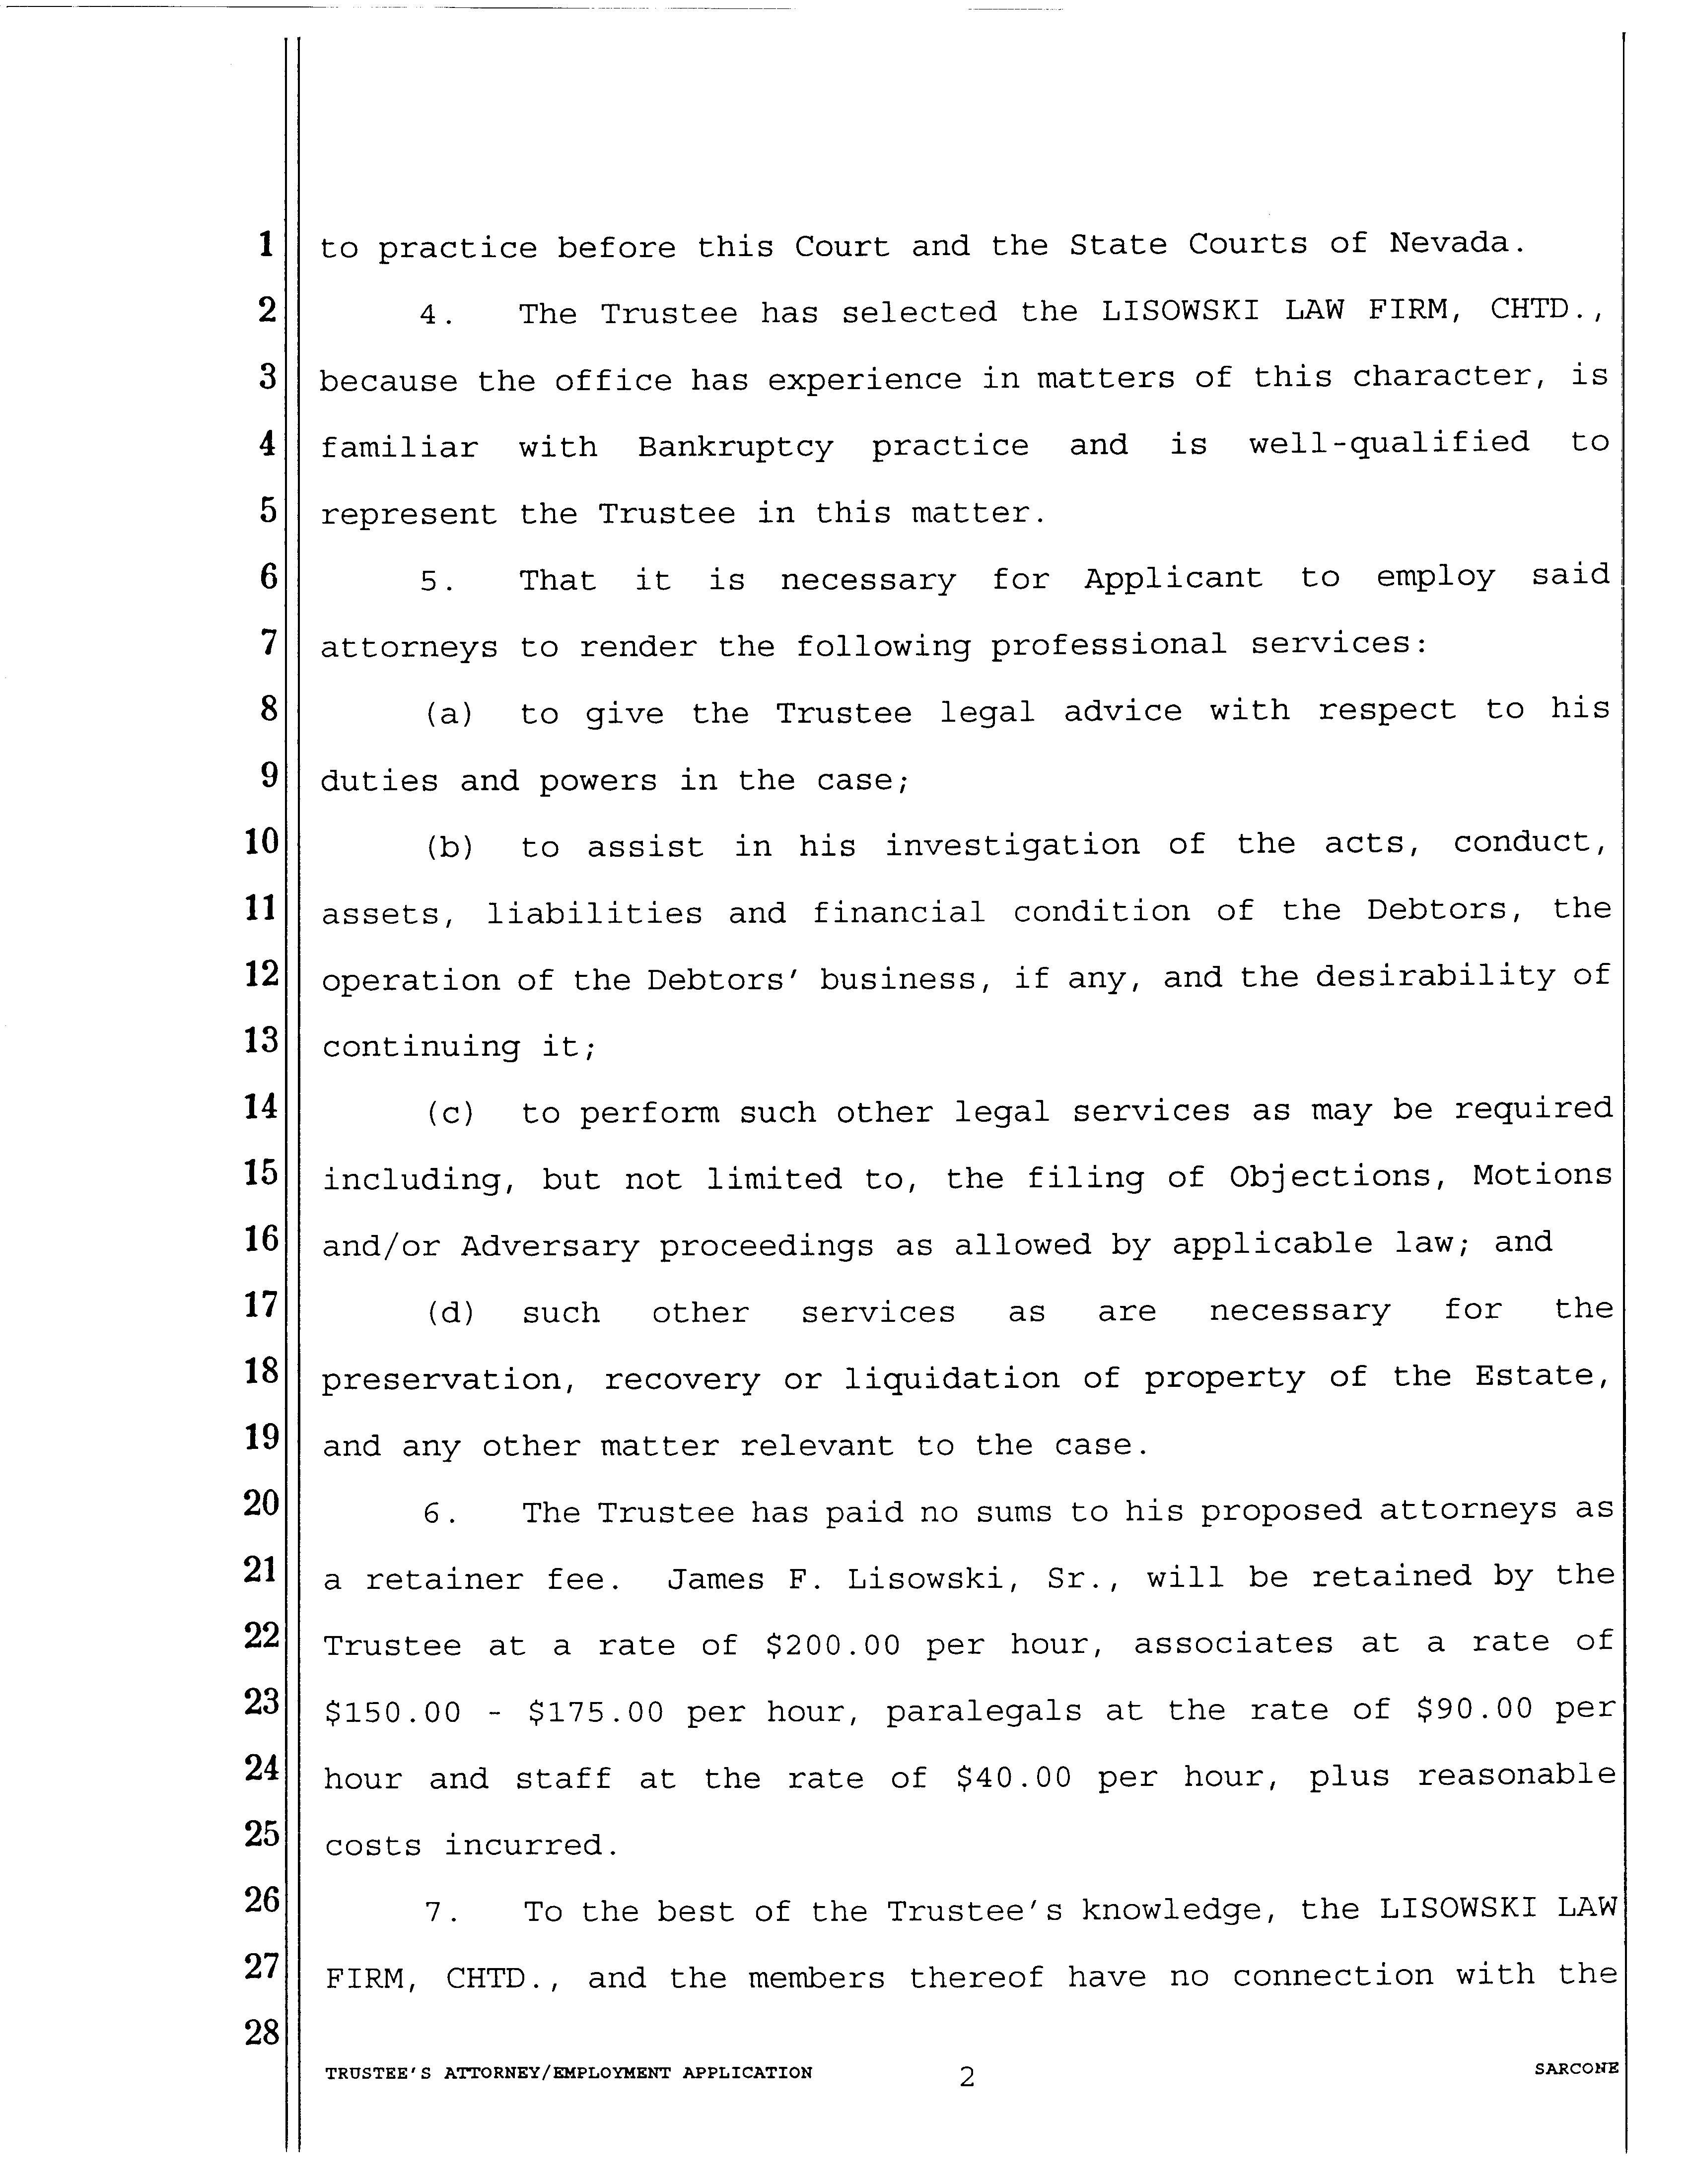 1 to practice before this Court and the State Courts of Nevada.
2 4. The Trustee has selected the LISOWSKI LAW FIRM, CHTD.,
3 because the office has experience in matters of this character, is
4 familiar with Bankruptcy practice and is well-qualified to
5 represent the Trustee in this matter.
6 5. That it is necessary for Applicant to employ said
7 attorneys to render the following professional services:
8 (a) to give the Trustee legal advice with respect to his
9 duties and powers in the case;
10 (b) to assist in his investigation of the acts, conduct,
11 assets, liabilities and financial condition of the Debtors, the
12 operation of the Debtors' business, if any, and the desirability of
13 continuing it;
14 (c) to perform such other legal services as may be required
15 including, but not limited to, the filing of Objections, Motions
16 and/or Adversary proceedings as allowed by applicable law; and
17 (d) such other services as are necessary for the
18 preservation, recovery or liquidation of property of the Estate,
19 and any other matter relevant to the case.
20 6. The Trustee has paid no sums to his proposed attorneys as
21 a retainer fee. James F. Lisowski, Sr., will be retained by the
22 Trustee at a rate of $200.00 per hour, associates at a rate of
23 $150.00 - $175.00 per hour, paralegals at the rate of $90.00 per
24 hour and staff at the rate of $40.00 per hour, plus reasonable
25 costs incurred.
26 7. To the best of the Trustee's knowledge, the LISOWSKI LAW
27 FIRM, CHTD., and the members thereof have no connection with the
28
TRUSTEE'S ATTORNEY/EMPLOYMENT APPLICATION 2 SARCONE